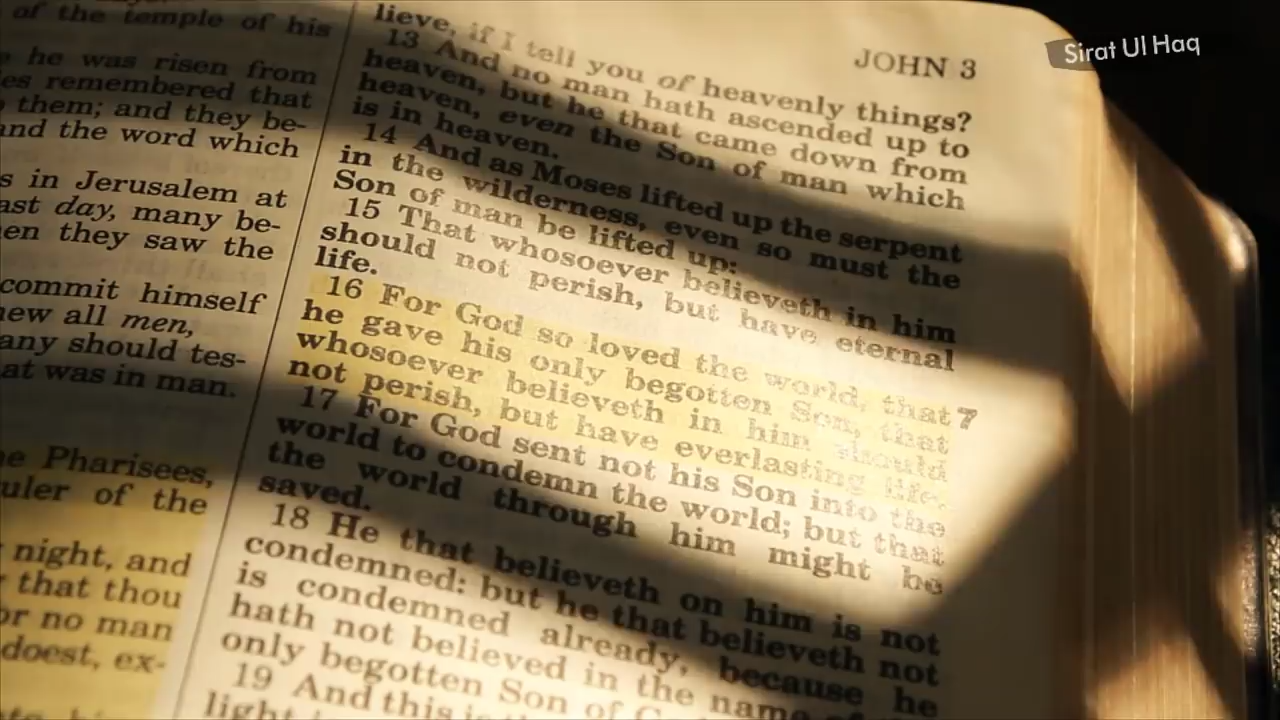 of the temple of his
he was risen from
es remembered that
them; and they be-
and the word which
s in Jerusalem at
ast day, many be-
en they saw the
commit himself
new all men,
any should tes-
at was in man.
e Pharisees,
uler of the
night, and
that thou
or no man
doest, ex-
JOHN 3
Sirat Ul Haq
lieve, if I tell you of heavenly things?
13 And no man hath ascended up to
heaven, but he that came down from
heaven, even the Son of man which
is in heaven.
14 And as Moses lifted up the serpent
in the wilderness, even so must the
Son of man be lifted up:
15 That whosoever believeth in him
should not perish, but have eternal
life.
16 For God so loved the world, that
he gave his only begotten Son, that
whosoever believeth in him should
not perish, but have everlasting life.
17 For God sent not his Son into the
world to condemn the world; but that
the world through him might be
saved.
18 He that believeth on him is not
condemned: but he that believeth not
is condemned already, because he
hath not believed in the name of the
only begotten Son of
19 And this is
light
7